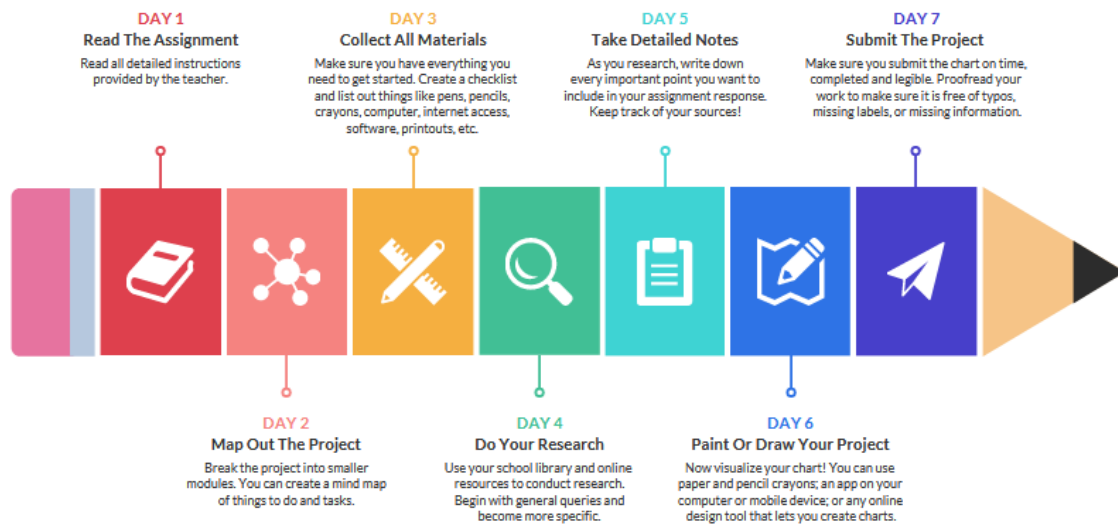 DAY 1
Read The Assignment
Read all detailed instructions
provided by the teacher.
DAY 3
Collect All Materials
Make sure you have everything you
need to get started. Create a checklist
and list out things like pens, pencils,
crayons, computer, internet access,
software, printouts, etc.
DAY 5
Take Detailed Notes
As you research, write down
every important point you want to
include in your assignment response.
Keep track of your sources!
DAY 7
Submit The Project
Make sure you submit the chart on time,
completed and legible. Proofread your
work to make sure it is free of typos,
missing labels, or missing information.
DAY 2
Map Out The Project
Break the project into smaller
modules. You can create a mind map
of things to do and tasks.
DAY 4
Do Your Research
Use your school library and online
resources to conduct research.
Begin with general queries and
become more specific.
DAY 6
Paint Or Draw Your Project
Now visualize your chart! You can use
paper and pencil crayons; an app on your
computer or mobile device; or any online
design tool that lets you create charts.